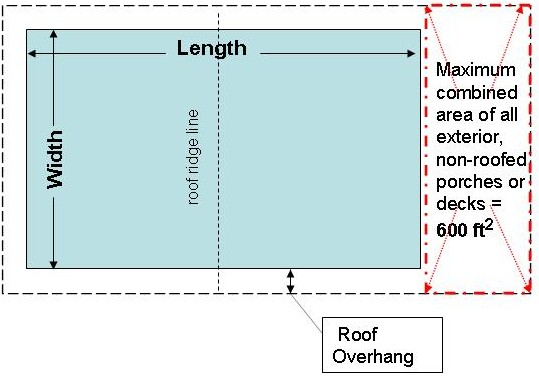 Length
Width
roof ridge line
Maximum
combined
area of all
exterior,
non-roofed
porches or
decks =
600 ft²
Roof
Overhang